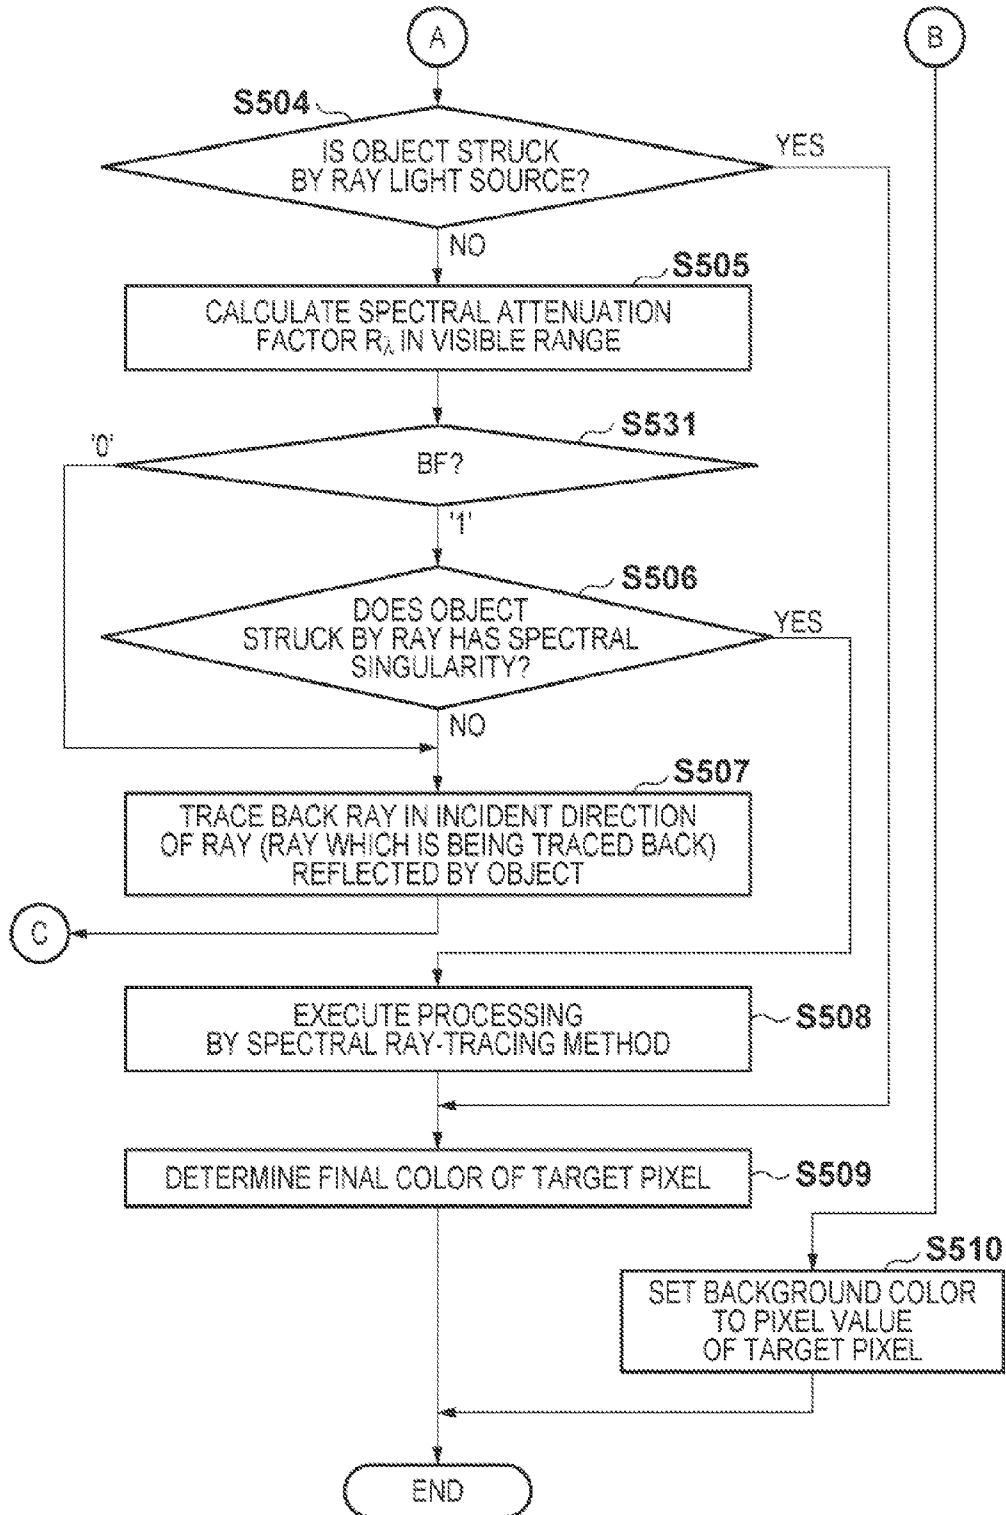 A
B
S504
IS OBJECT STRUCK
BY RAY LIGHT SOURCE?
YES
NO
S505
CALCULATE SPECTRAL ATTENUATION
FACTOR Rλ IN VISIBLE RANGE
S531
'0'
BF?
'1'
S506
DOES OBJECT
STRUCK BY RAY HAS SPECTRAL
SINGULARITY?
YES
NO
S507
TRACE BACK RAY IN INCIDENT DIRECTION
OF RAY (RAY WHICH IS BEING TRACED BACK)
REFLECTED BY OBJECT
C
EXECUTE PROCESSING
BY SPECTRAL RAY-TRACING METHOD
S508
DETERMINE FINAL COLOR OF TARGET PIXEL
S509
S510
SET BACKGROUND COLOR
TO PIXEL VALUE
OF TARGET PIXEL
END